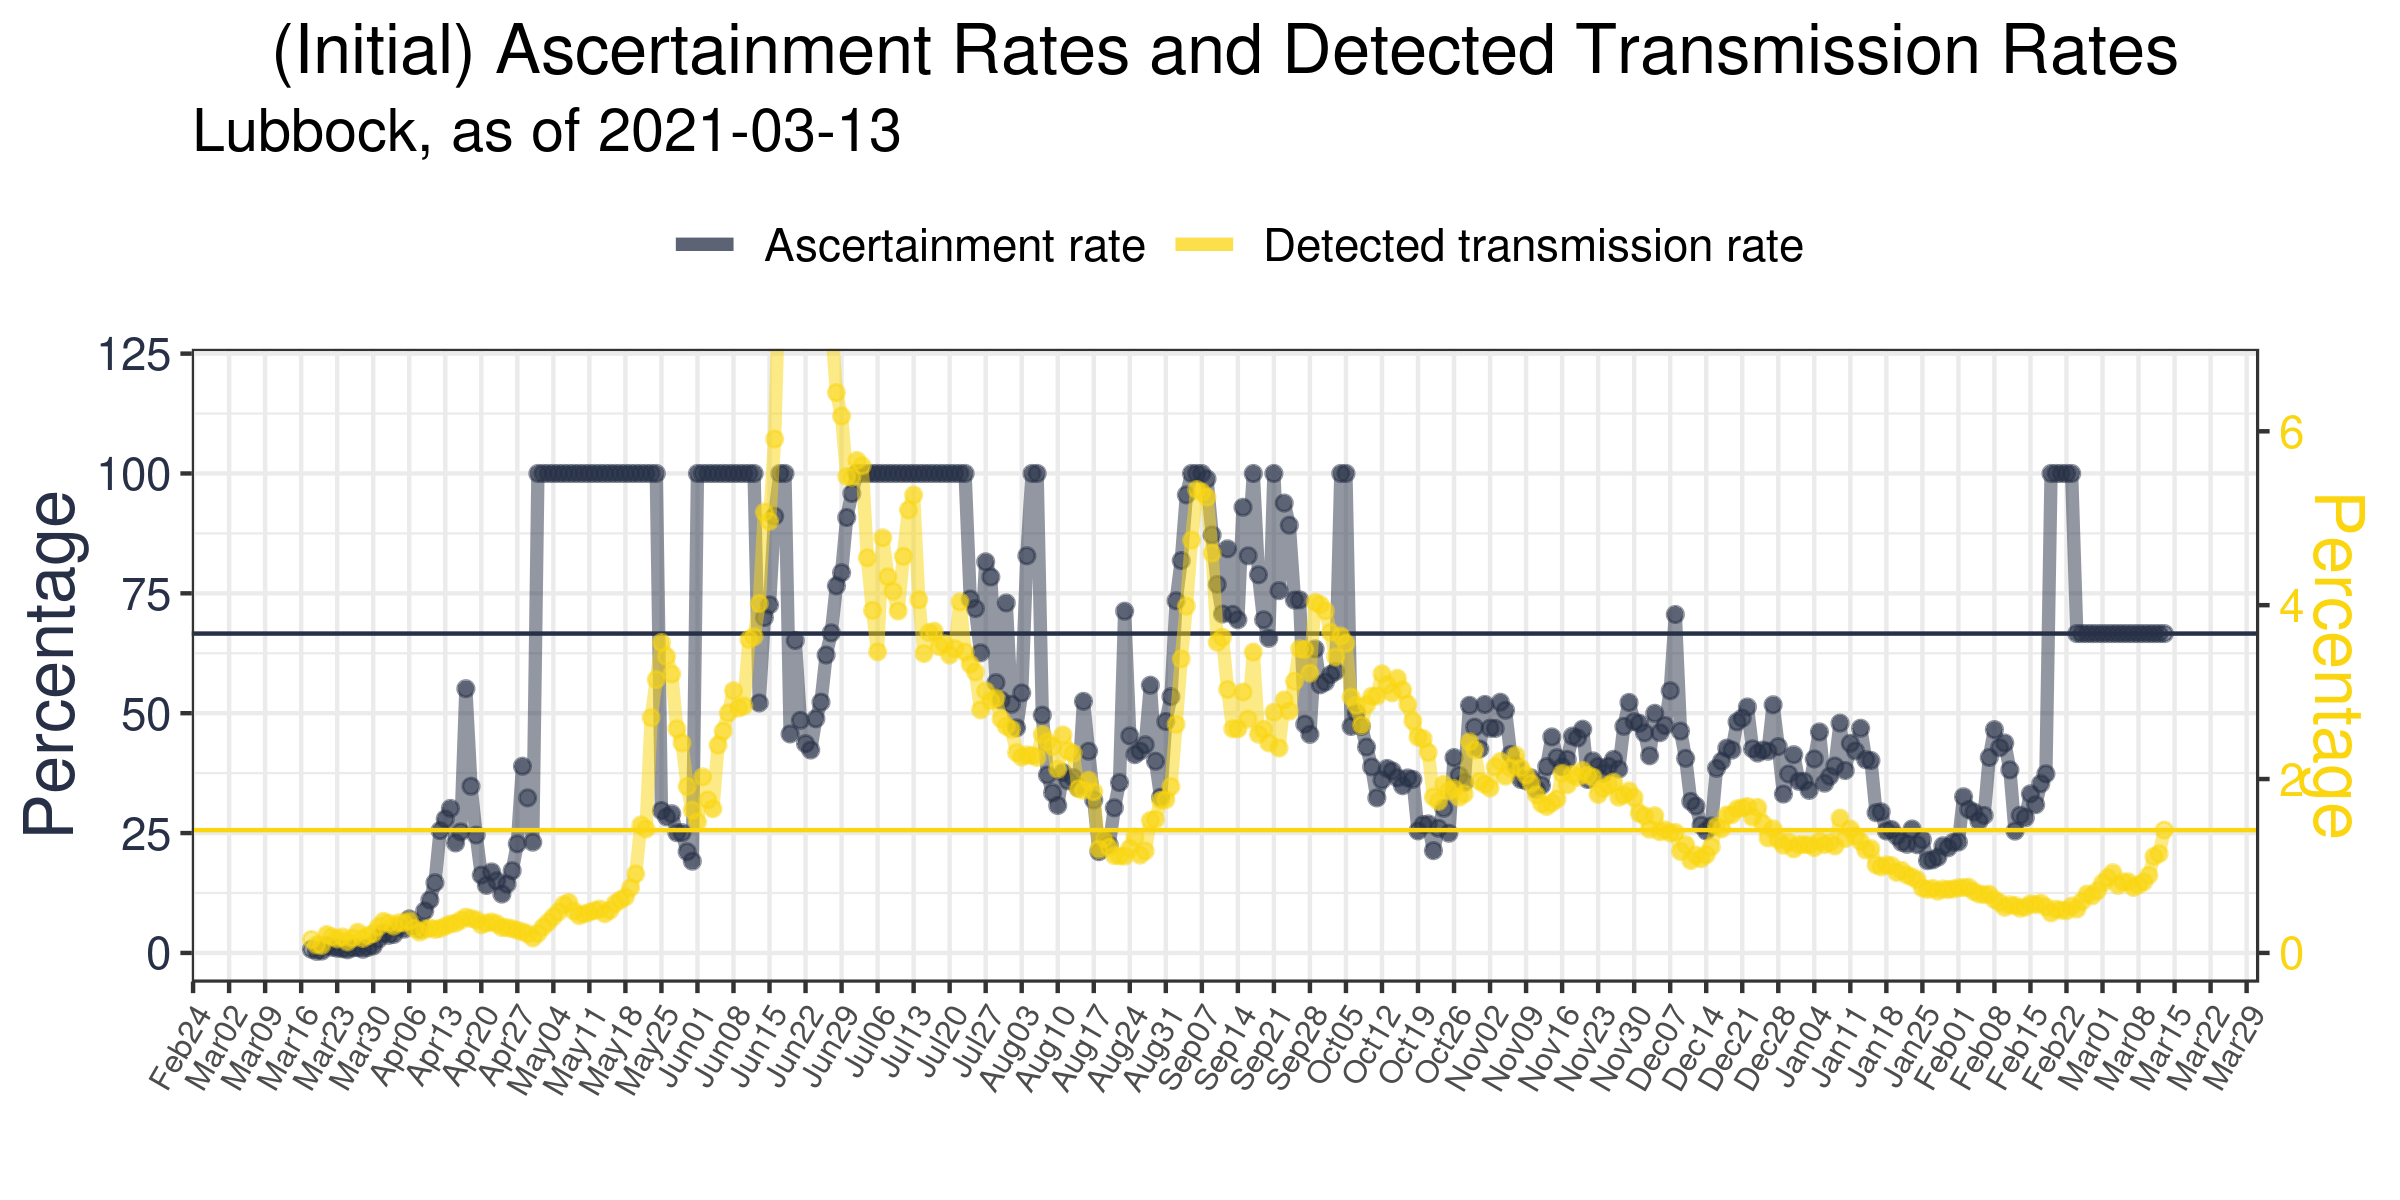 (Initial) Ascertainment Rates and Detected Transmission Rates
Lubbock, as of 2021-03-13
Ascertainment rate
Detected transmission rate
Percentage
125
100
75
50
25
0
6
4
2
0
Percentage
Feb24
Mar02
Mar09
Mar16
Mar23
Mar30
Apr06
Apr13
Apr20
Apr27
May04
May11
May18
May25
Jun01
Jun08
Jun15
Jun22
Jun29
Jul06
Jul13
Jul20
Jul27
Aug03
Aug10
Aug17
Aug24
Aug31
Sep07
Sep14
Sep21
Sep28
Oct05
Oct12
Oct19
Oct26
Nov02
Nov09
Nov16
Nov23
Nov30
Dec07
Dec14
Dec21
Dec28
Jan04
Jan11
Jan18
Jan25
Feb01
Feb08
Feb15
Feb22
Mar01
Mar08
Mar15
Mar22
Mar29